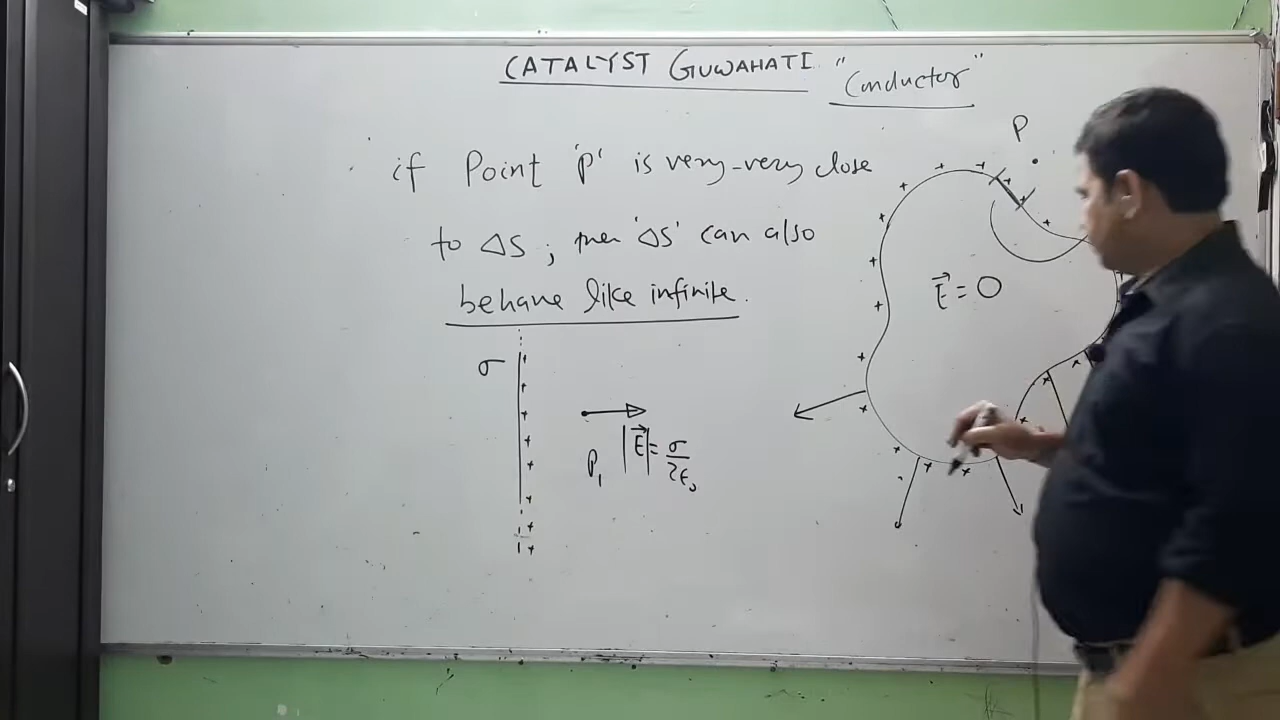 CATALYST GUWAHATI "Conductor"
P
if Point 'P' is very-very close
to ΔS ; then 'ΔS' can also
behave like infinite.
E⃗ = 0
σ
P₁ |E⃗| = σ/2ϵ₀